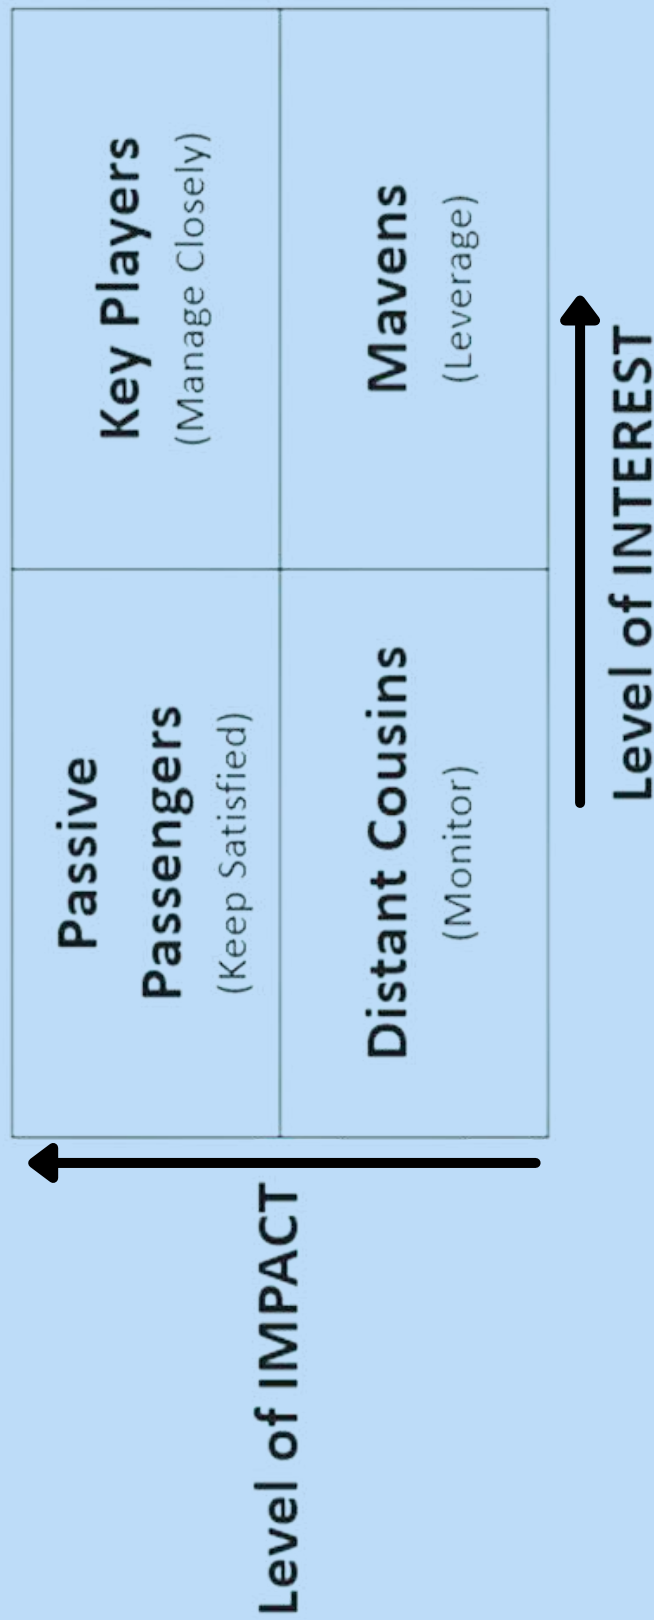 Level of IMPACT
Passive
Passengers
(Keep Satisfied)
Key Players
(Manage Closely)
Distant Cousins
(Monitor)
Mavens
(Leverage)
Level of INTEREST